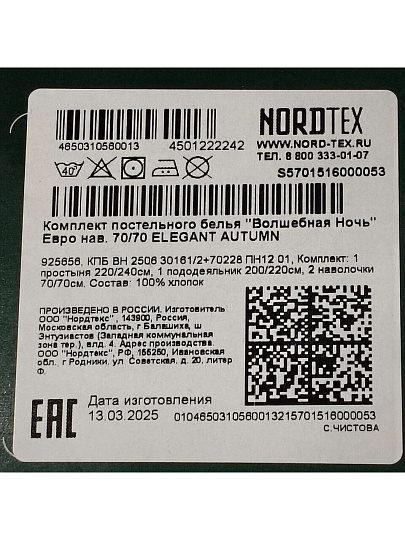 NORDTEX
4650310560013 4501222242
WWW.NORD-TEX.RU
ТЕЛ. 8 800 333-01-07
40°
S5701516000053
Комплект постельного белья "Волшебная Ночь"
Евро нав. 70/70 ELEGANT AUTUMN
925656, КПБ ВН 2506 30161/2+70228 ПН12 01, Комплект: 1
простыня 220/240см, 1 пододеяльник 200/220см, 2 наволочки
70/70см. Состав: 100% хлопок
ПРОИЗВЕДЕНО В РОССИИ. Изготовитель:
ООО "Нордтекс" , 143900, Россия,
Московская область, г Балашиха, ш
Энтузиастов (Западная коммунальная
зона тер.), влд. 4. Адрес производства:
ООО "Нордтекс", РФ, 155250, Ивановская
обл., г Родники, ул Советская, д. 20, литер
Ф.
EAC
Дата изготовления
13.03.2025
01046503105600132157015160000053
С.ЧИСТОВА